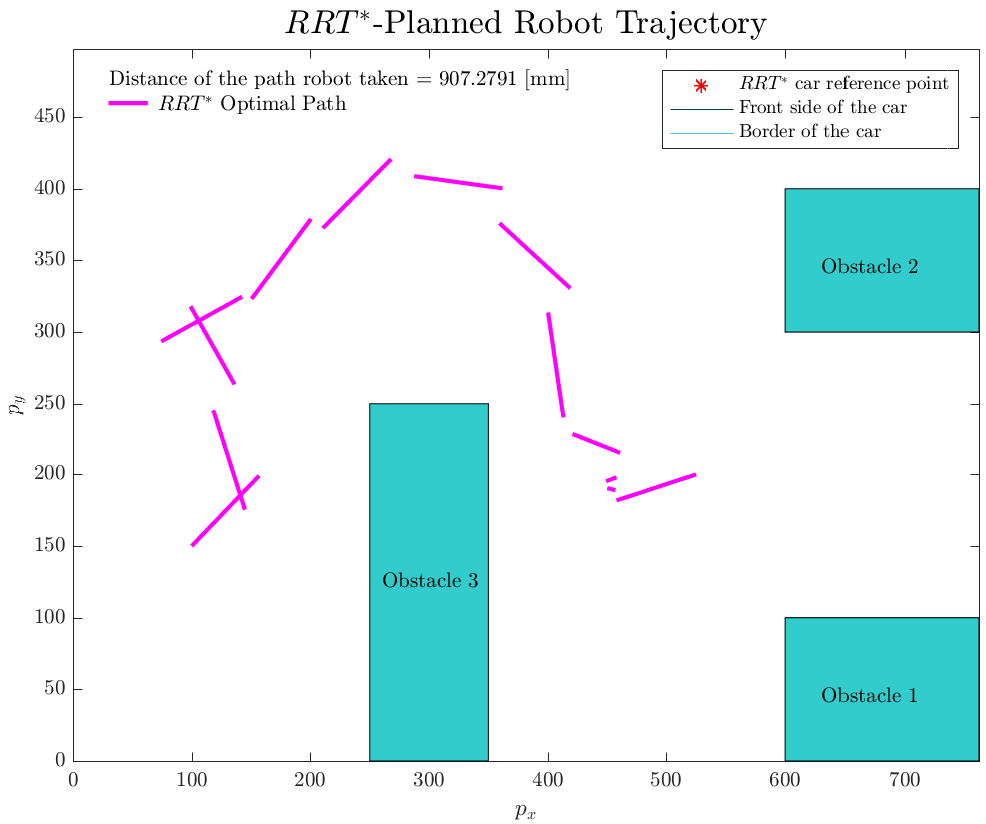 RRT*-Planned Robot Trajectory
Distance of the path robot taken = 907.2791 [mm]
RRT* Optimal Path
RRT* car reference point
Front side of the car
Border of the car
450
400
350
300
250
200
150
100
50
0
p_y
Obstacle 2
Obstacle 3
Obstacle 1
0 100 200 300 400 500 600 700
p_x